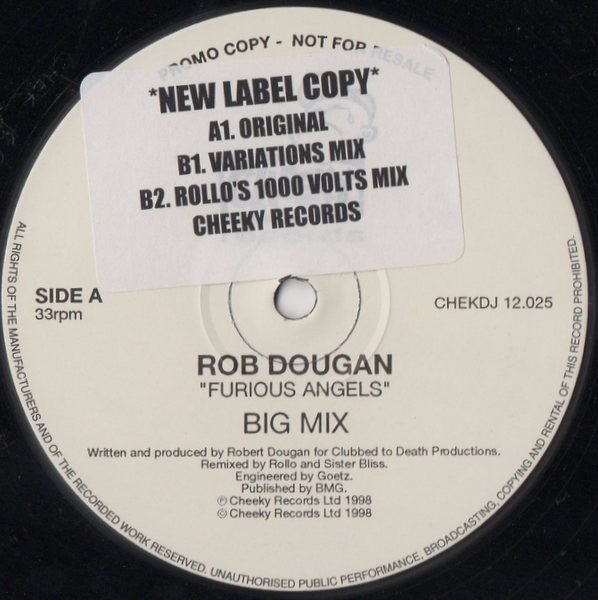 PROMO COPY - NOT FOR RESALE
*NEW LABEL COPY*
A1. ORIGINAL
B1. VARIATIONS MIX
B2. ROLLO'S 1000 VOLTS MIX
CHEEKY RECORDS
SIDE A
33rpm
CHEKDJ 12.025
ROB DOUGAN
"FURIOUS ANGELS"
BIG MIX
Written and produced by Robert Dougan for Clubbed to Death Productions.
Remixed by Rollo and Sister Bliss.
Engineered by Goetz.
Published by BMG.
℗ Cheeky Records Ltd 1998
© Cheeky Records Ltd 1998
ALL RIGHTS OF THE MANUFACTURERS AND OF THE RECORDED WORK RESERVED. UNAUTHORISED PUBLIC PERFORMANCE, BROADCASTING, COPYING AND RENTAL OF THIS RECORD PROHIBITED.